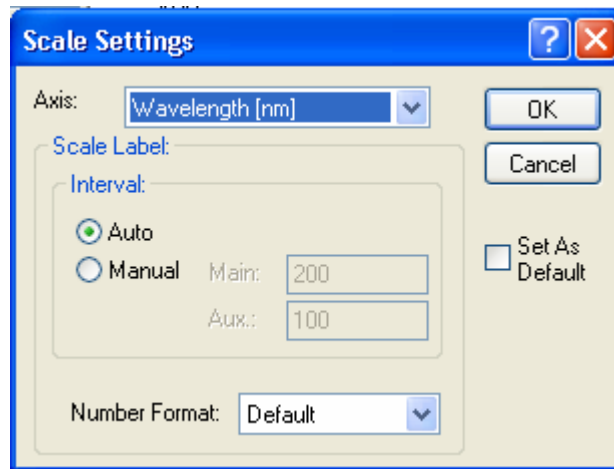 Scale Settings
Axis: Wavelength [nm]
OK
Cancel
Scale Label:
Interval:
Auto
Manual
Main: 200
Aux.: 100
Set As
Default
Number Format: Default